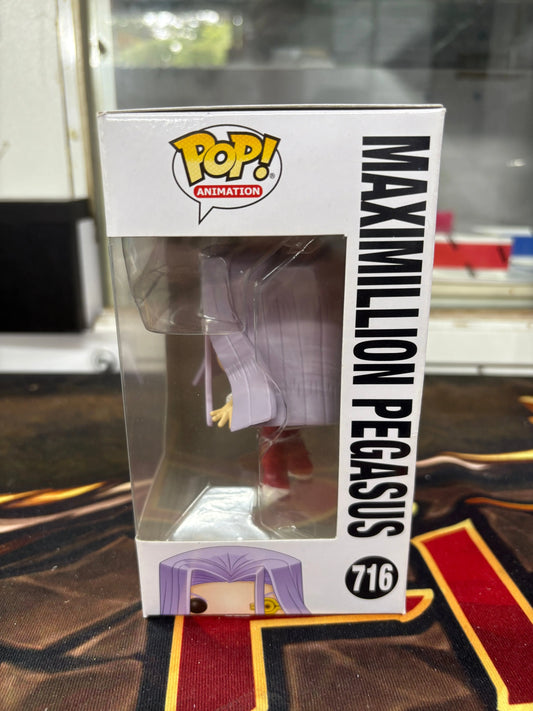 POP!
ANIMATION
MAXIMILLION PEGASUS
716